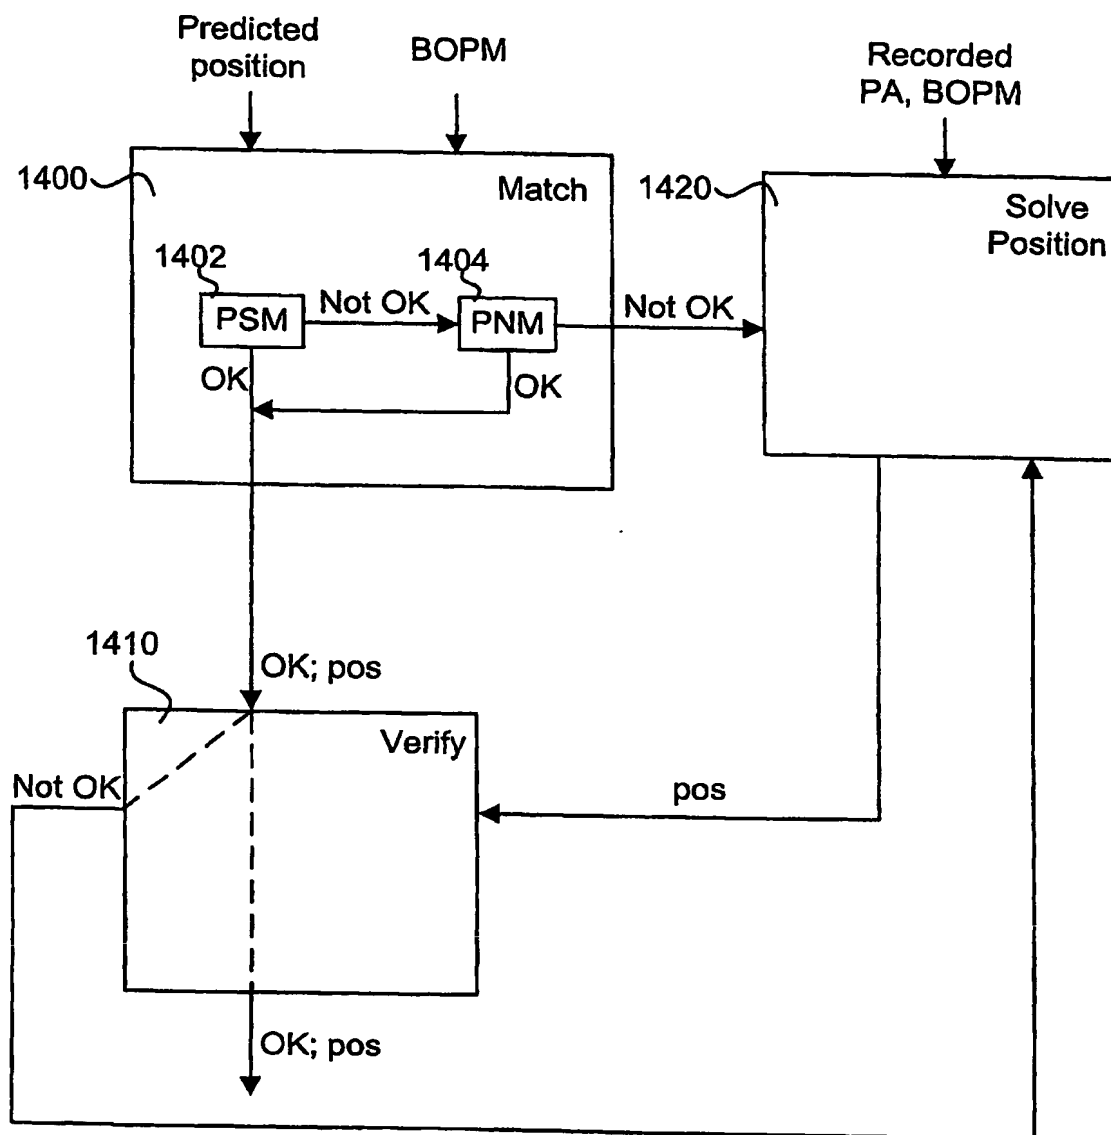 Predicted
position
BOPM
Recorded
PA, BOPM
1400
Match
1420
Solve
Position
1402
1404
PSM
Not OK
PNM
Not OK
OK
OK
1410
OK; pos
Verify
Not OK
pos
OK; pos